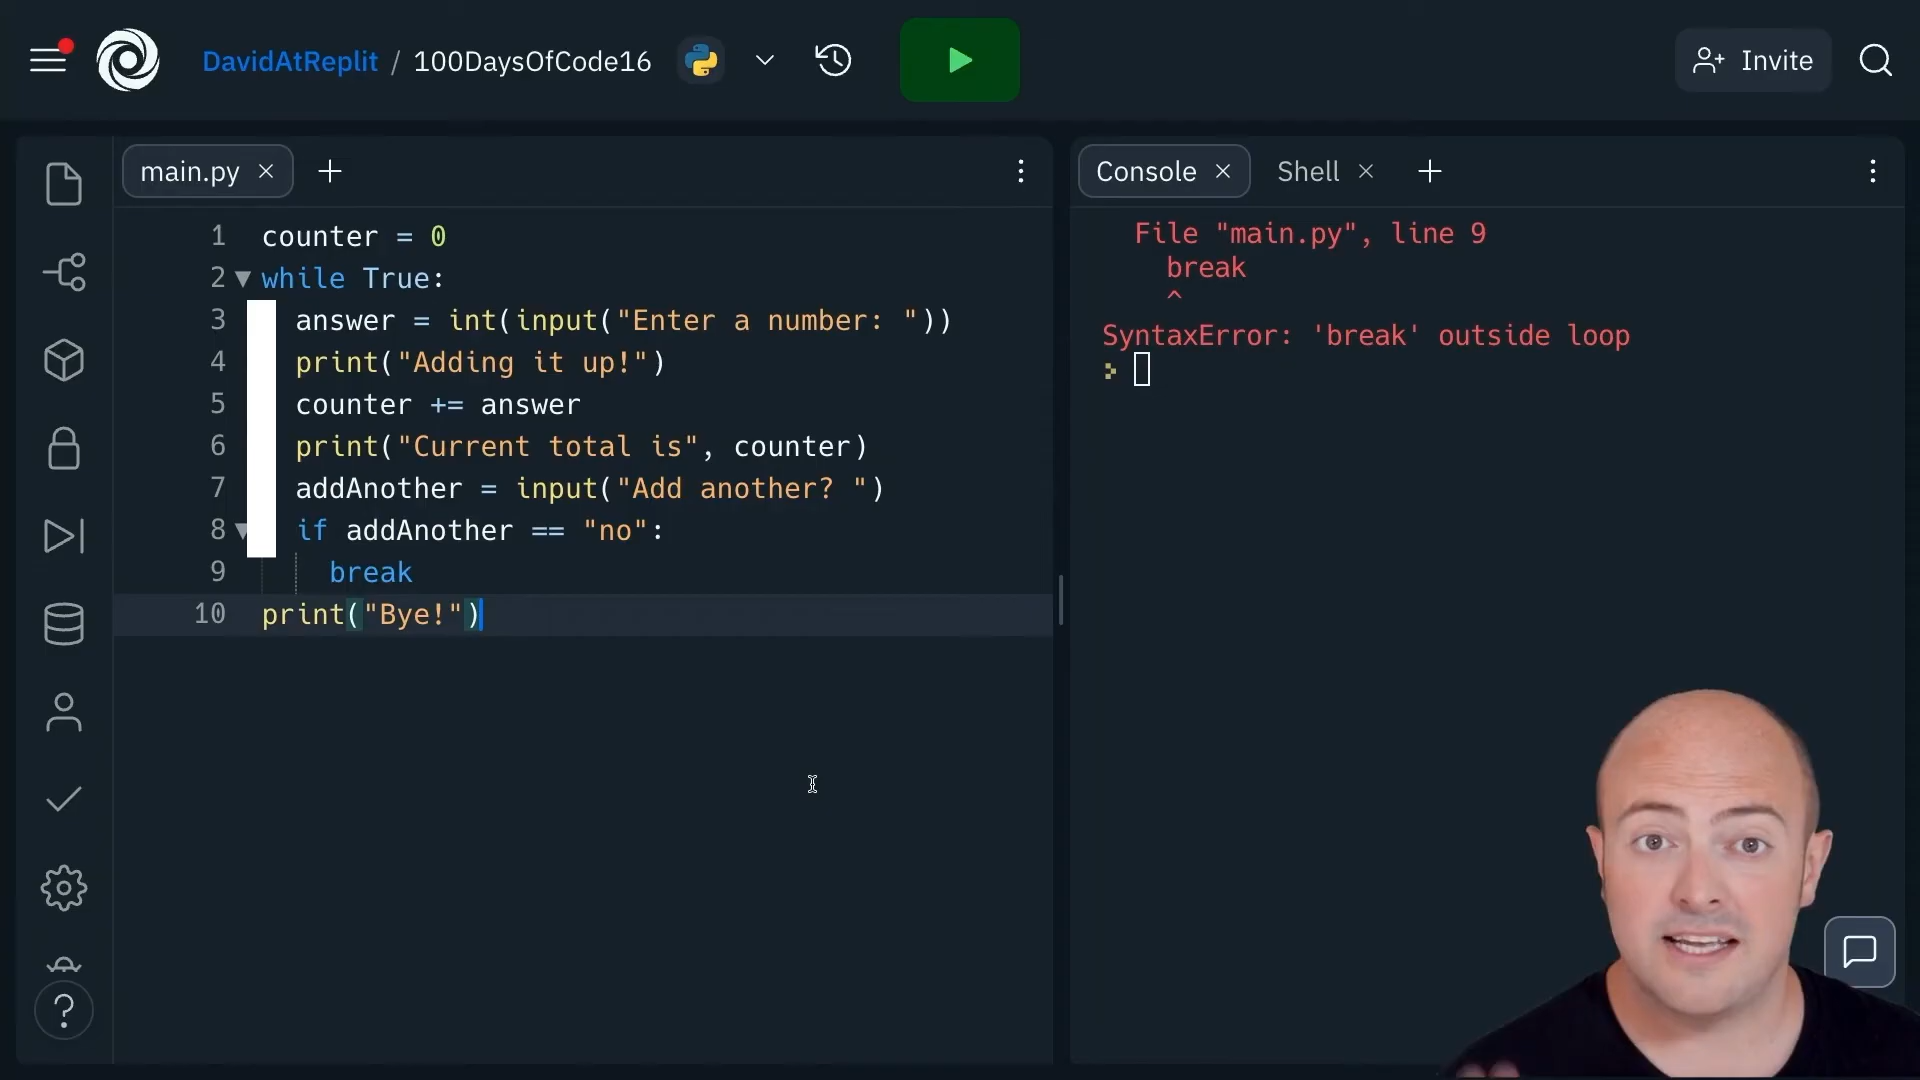 DavidAtReplit / 100DaysOfCode16
Invite
main.py
Console
Shell
1 counter = 0
2 while True:
3 answer = int(input("Enter a number: "))
4 print("Adding it up!")
5 counter += answer
6 print("Current total is", counter)
7 addAnother = input("Add another? ")
8 if addAnother == "no":
9 break
10 print("Bye!")
File "main.py", line 9
break
^
SyntaxError: 'break' outside loop